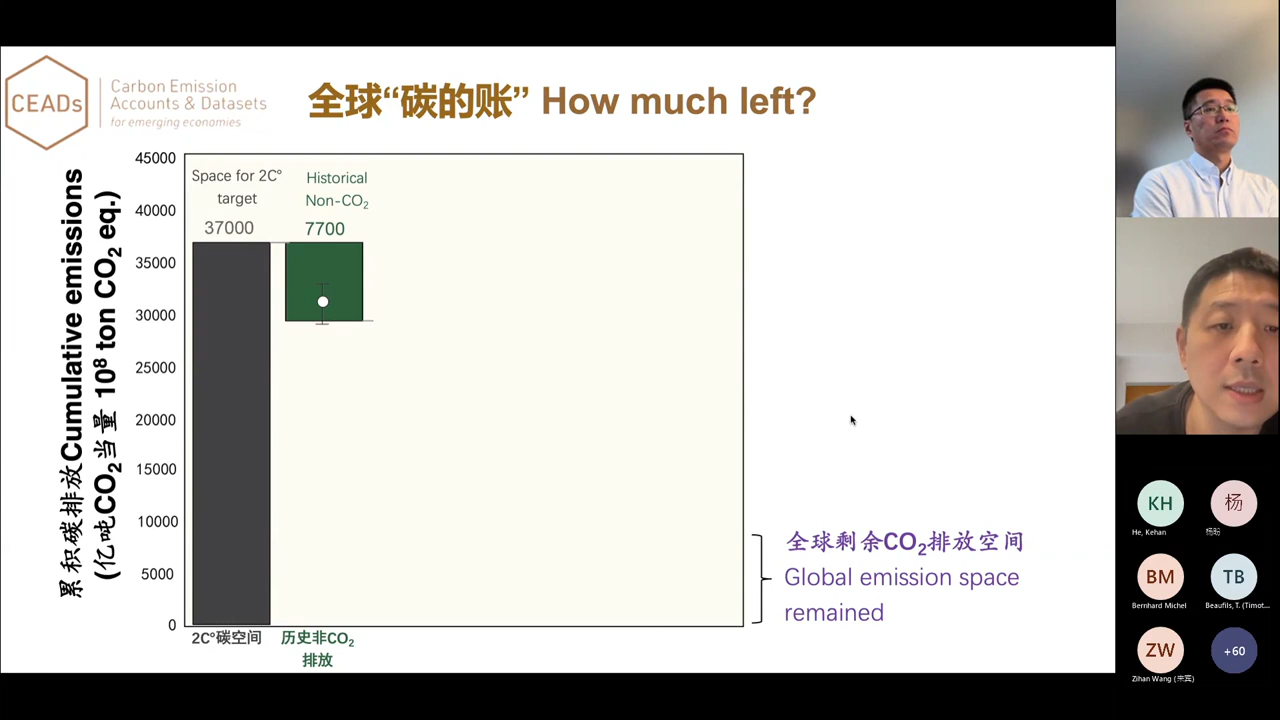 CEADs
Carbon Emission
Accounts & Datasets
for emerging economies
全球“碳的账” How much left?
累积碳排放Cumulative emissions
(亿吨CO₂当量 10⁸ ton CO₂ eq.)
45000
40000
35000
30000
25000
20000
15000
10000
5000
0
Space for 2C°
target
37000
Historical
Non-CO₂
7700
2C°碳空间
历史非CO₂
排放
全球剩余CO₂排放空间
Global emission space
remained
KH
He, Kehan
杨
BM
Bernhard Michel
TB
Beaufils, T. (Timot...
ZW
Zihan Wang
+60